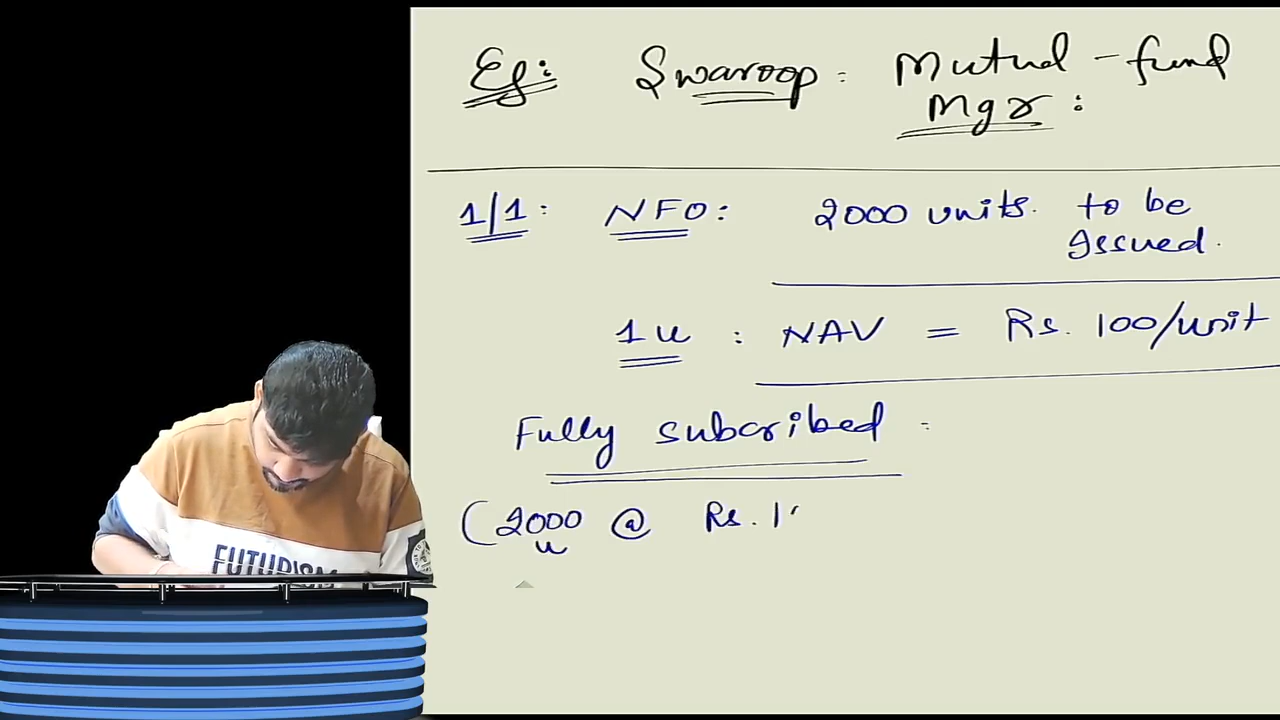 Eg: Swaroop: Mutual-fund
Mgr:
1/1: NFO: 2000 units. to be
Issued.
1 u : NAV = Rs. 100/unit
Fully subcribed :
(2000 @ Rs. 1
u
FUTURISM